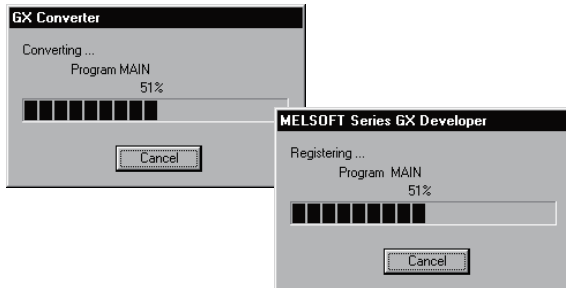 GX Converter
Converting ...
Program MAIN
51%
Cancel
MELSOFT Series GX Developer
Registering ...
Program MAIN
51%
Cancel